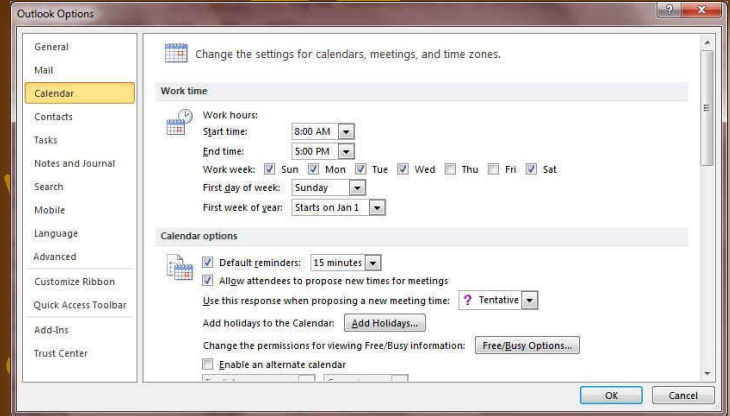 Outlook Options
General
Mail
Calendar
Contacts
Tasks
Notes and Journal
Search
Mobile
Language
Advanced
Customize Ribbon
Quick Access Toolbar
Add-Ins
Trust Center
Change the settings for calendars, meetings, and time zones.
Work time
Work hours:
Start time: 8:00 AM
End time: 5:00 PM
Work week: Sun Mon Tue Wed Thu Fri Sat
First day of week: Sunday
First week of year: Starts on Jan 1
Calendar options
Default reminders: 15 minutes
Allow attendees to propose new times for meetings
Use this response when proposing a new meeting time: ? Tentative
Add holidays to the Calendar: Add Holidays...
Change the permissions for viewing Free/Busy information: Free/Busy Options...
Enable an alternate calendar
OK Cancel